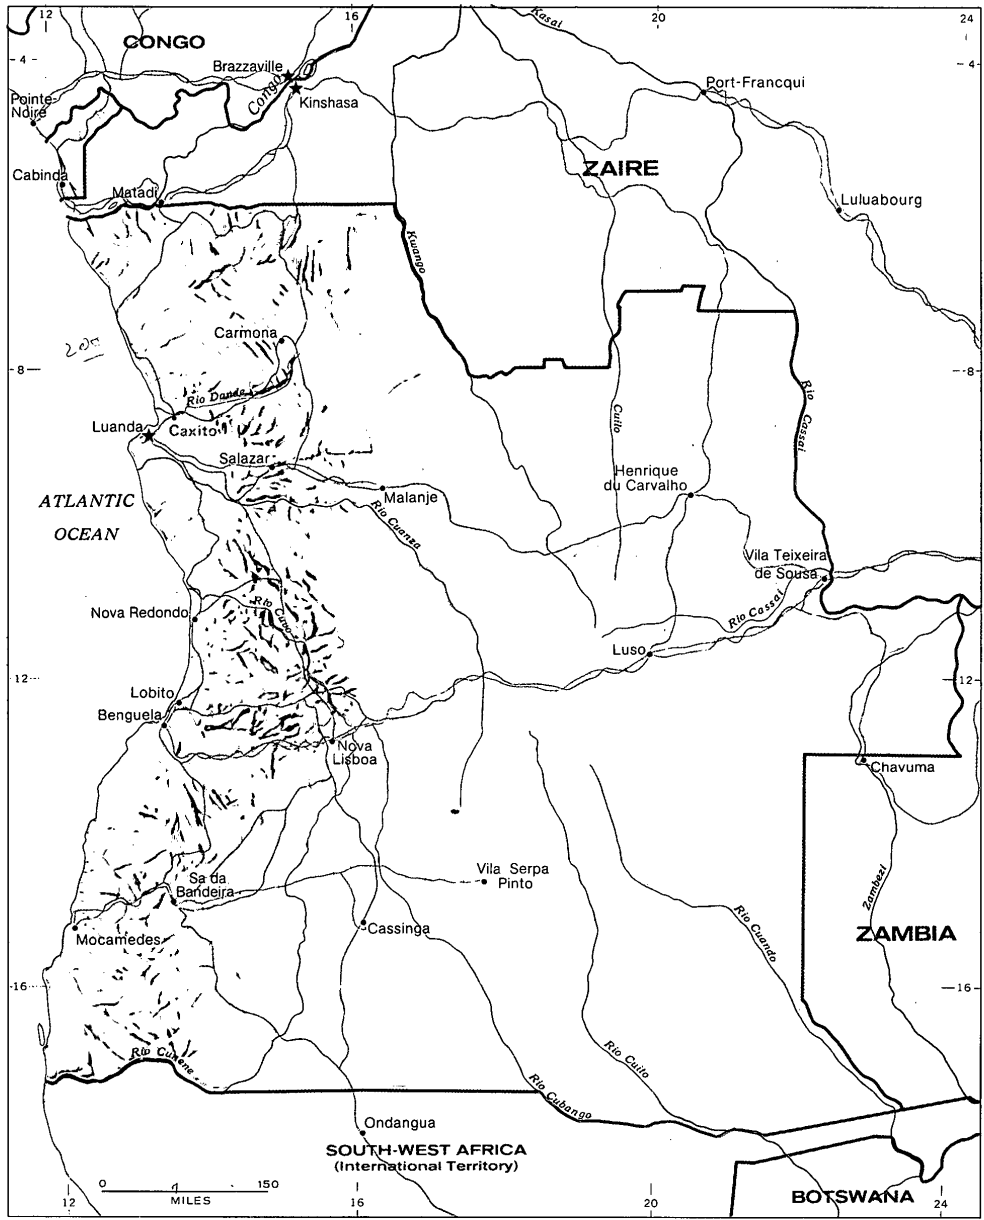 12
16
20
24
CONGO
Kasai
- 4 -
- 4
Brazzaville
Congo
Kinshasa
Port-Francqui
Pointe-
Noire
ZAIRE
Cabinda
Matadi
Luluabourg
Kwango
Carmona
200
-8
-8
Rio Dande
Rio Cassai
Luanda
Caxito
Cuilo
Salazar
Henrique
du Carvalho
Malanje
ATLANTIC
OCEAN
Rio Cuanza
Vila Teixeira
de Sousa
Rio Cuvo
Rio Cassai
Nova Redondo
Luso
12
12
Lobito
Benguela
Nova
Lisboa
Chavuma
Sa da
Bandeira
Vila Serpa
Pinto
Zambezi
Cassinga
Rio Cuando
Mocamedes
ZAMBIA
16
16
Rio Cunene
Rio Cuito
Rio Cubango
Ondangua
SOUTH-WEST AFRICA
(International Territory)
0 150
MILES
BOTSWANA
12
16
20
24